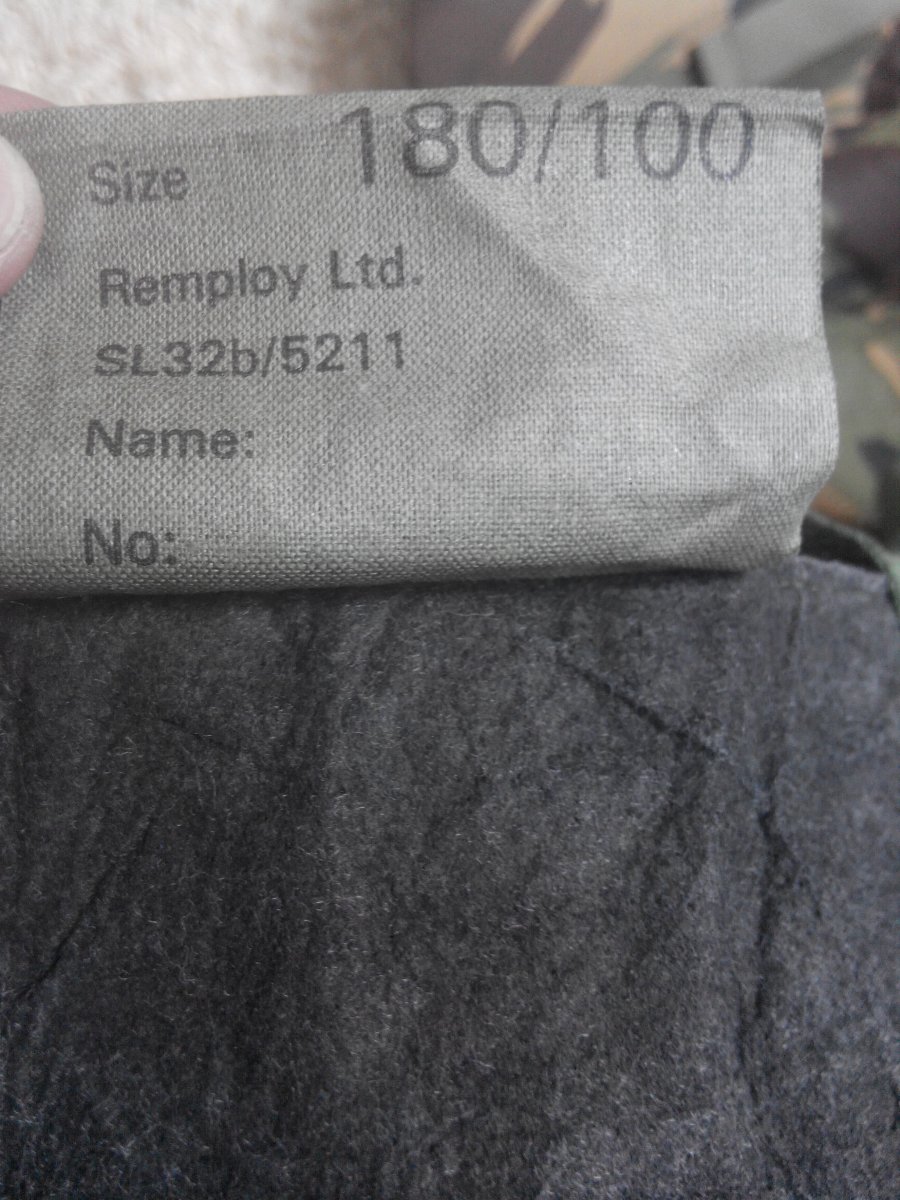 Size 180/100
Remploy Ltd.
SL32b/5211
Name:
No: